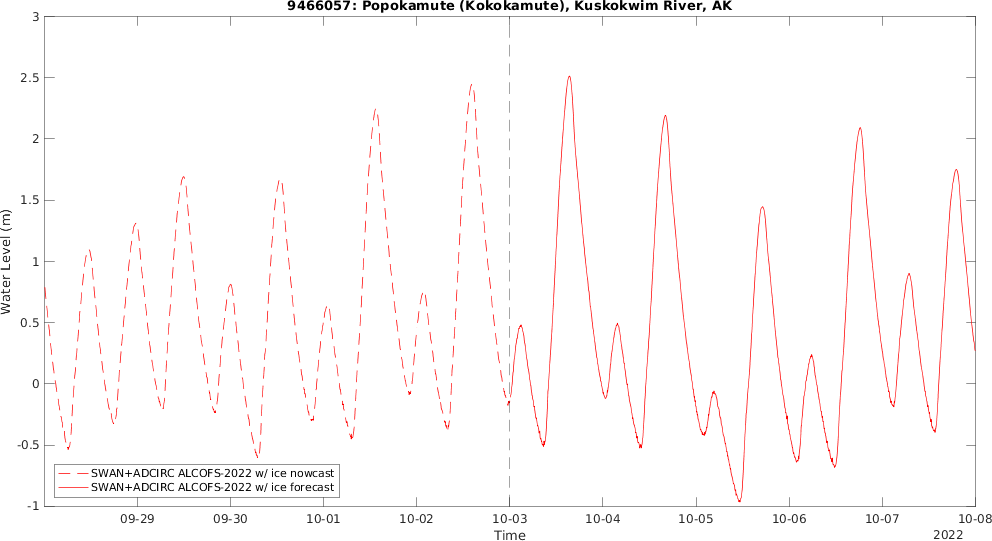 9466057: Popokamute (Kokokamute), Kuskokwim River, AK
3
2.5
2
1.5
1
0.5
0
-0.5
-1
Water Level (m)
SWAN+ADCIRC ALCOFS-2022 w/ ice nowcast
SWAN+ADCIRC ALCOFS-2022 w/ ice forecast
09-29 09-30 10-01 10-02 10-03 10-04 10-05 10-06 10-07 10-08
Time
2022